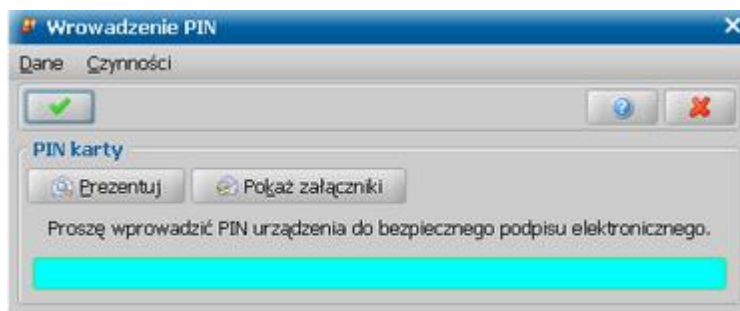 Wrowadzenie PIN
Dane Czynności
PIN karty
Prezentuj Pokaż załączniki
Proszę wprowadzić PIN urządzenia do bezpiecznego podpisu elektronicznego.